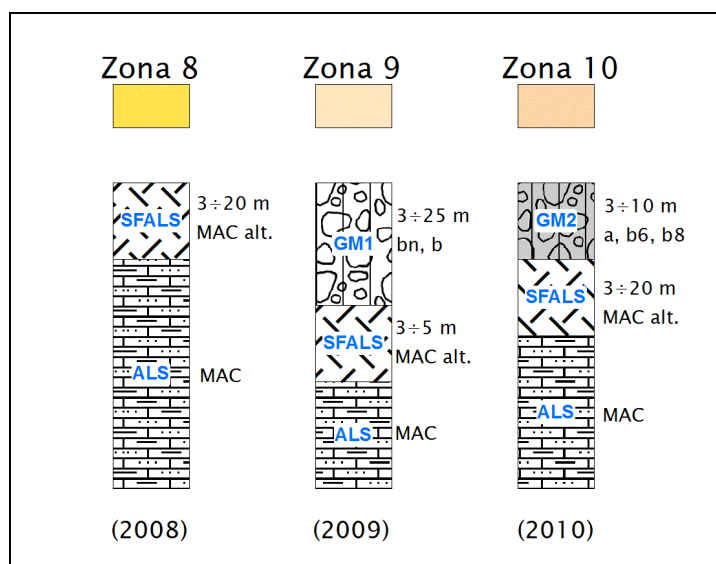 Zona 8
Zona 9
Zona 10
SFALS
3÷20 m
MAC alt.
ALS
MAC
GM1
3÷25 m
bn, b
SFALS
3÷5 m
MAC alt.
ALS
MAC
GM2
3÷10 m
a, b6, b8
SFALS
3÷20 m
MAC alt.
ALS
MAC
(2008)
(2009)
(2010)